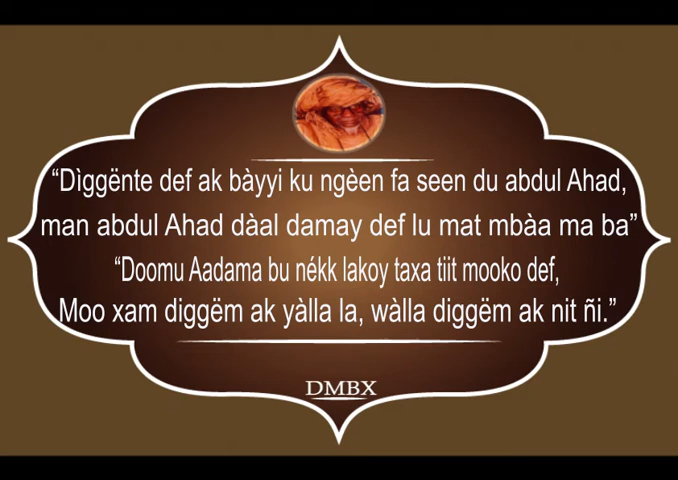 “Dìggënte def ak bàyyi ku ngèen fa seen du abdul Ahad,
man abdul Ahad dàal damay def lu mat mbàa ma ba”
“Doomu Aadama bu nékk lakoy taxa tiit mooko def,
Moo xam diggëm ak yàlla la, wàlla diggëm ak nit ñi.”
DMBX